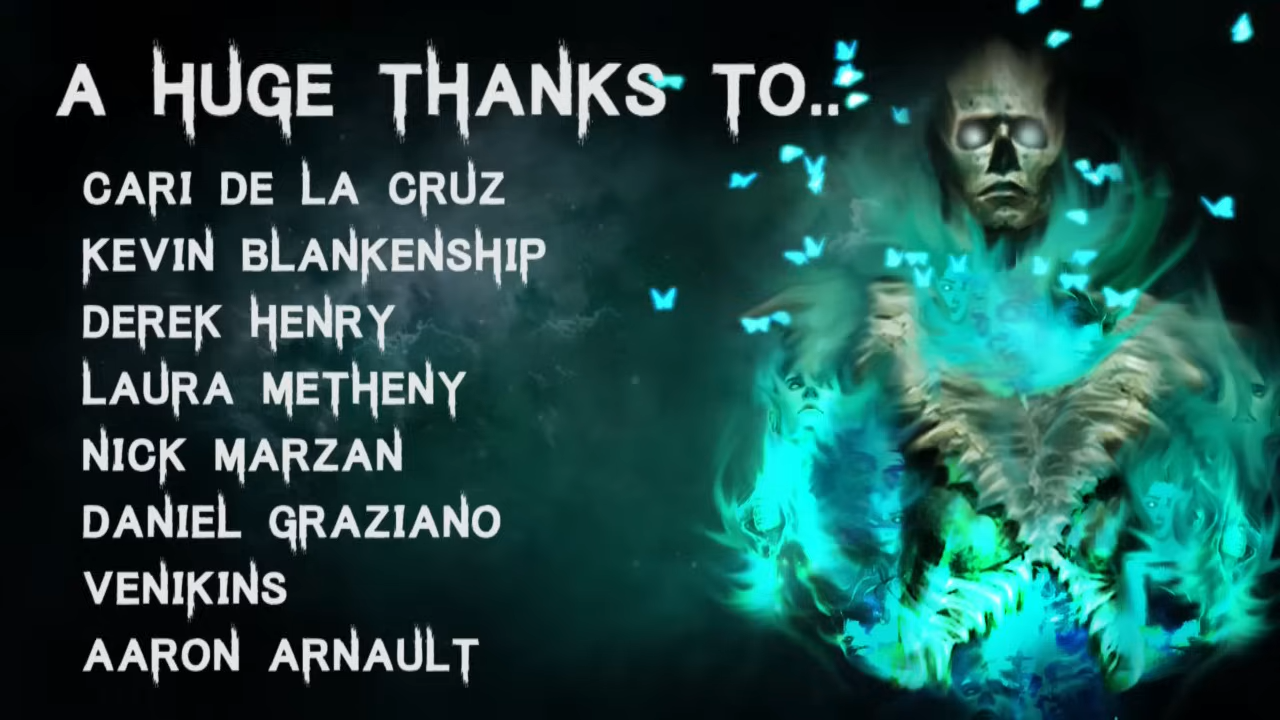 A HUGE THANKS TO..
CARI DE LA CRUZ
KEVIN BLANKENSHIP
DEREK HENRY
LAURA METHENY
NICK MARZAN
DANIEL GRAZIANO
VENIKINS
AARON ARNAULT